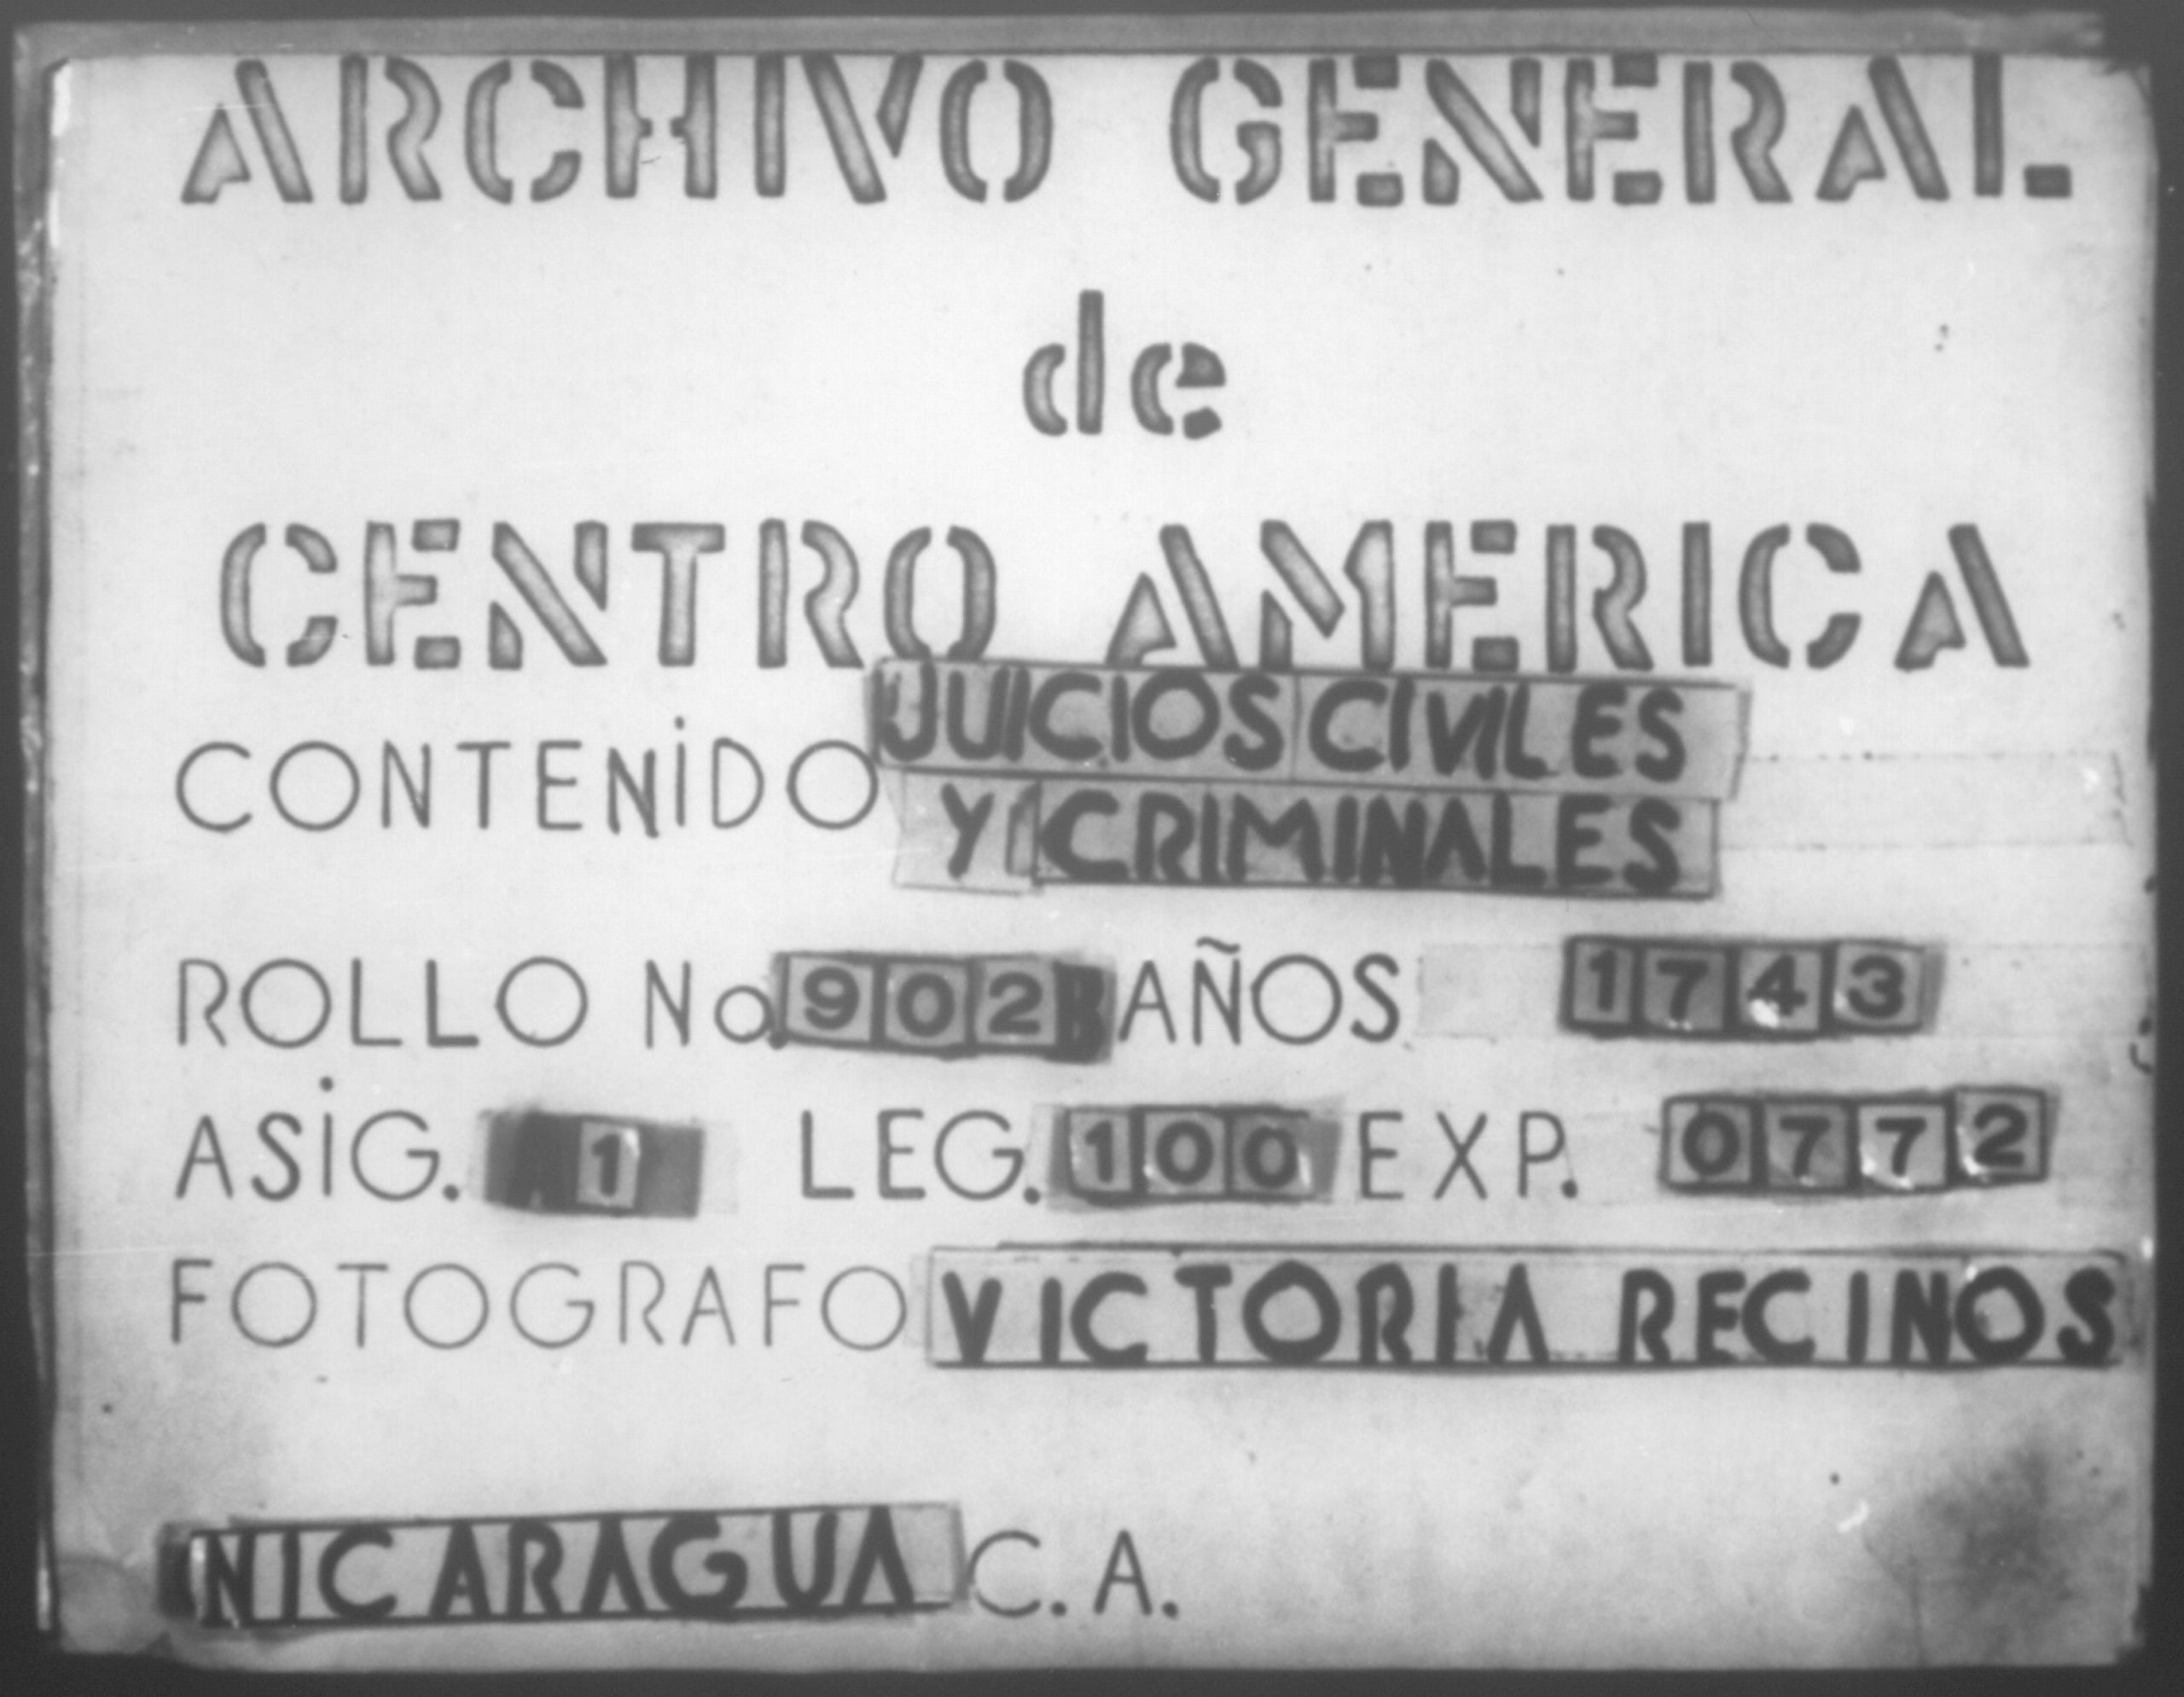 ARCHIVO GENERAL
de
CENTRO AMERICA
CONTENIDO JUICIOS CIVILES
Y CRIMINALES
ROLLO No. 902 AÑOS 1743
ASIG. 1 LEG. 100 EXP. 0772
FOTOGRAFO VICTORIA RECINOS
NICARAGUA C.A.